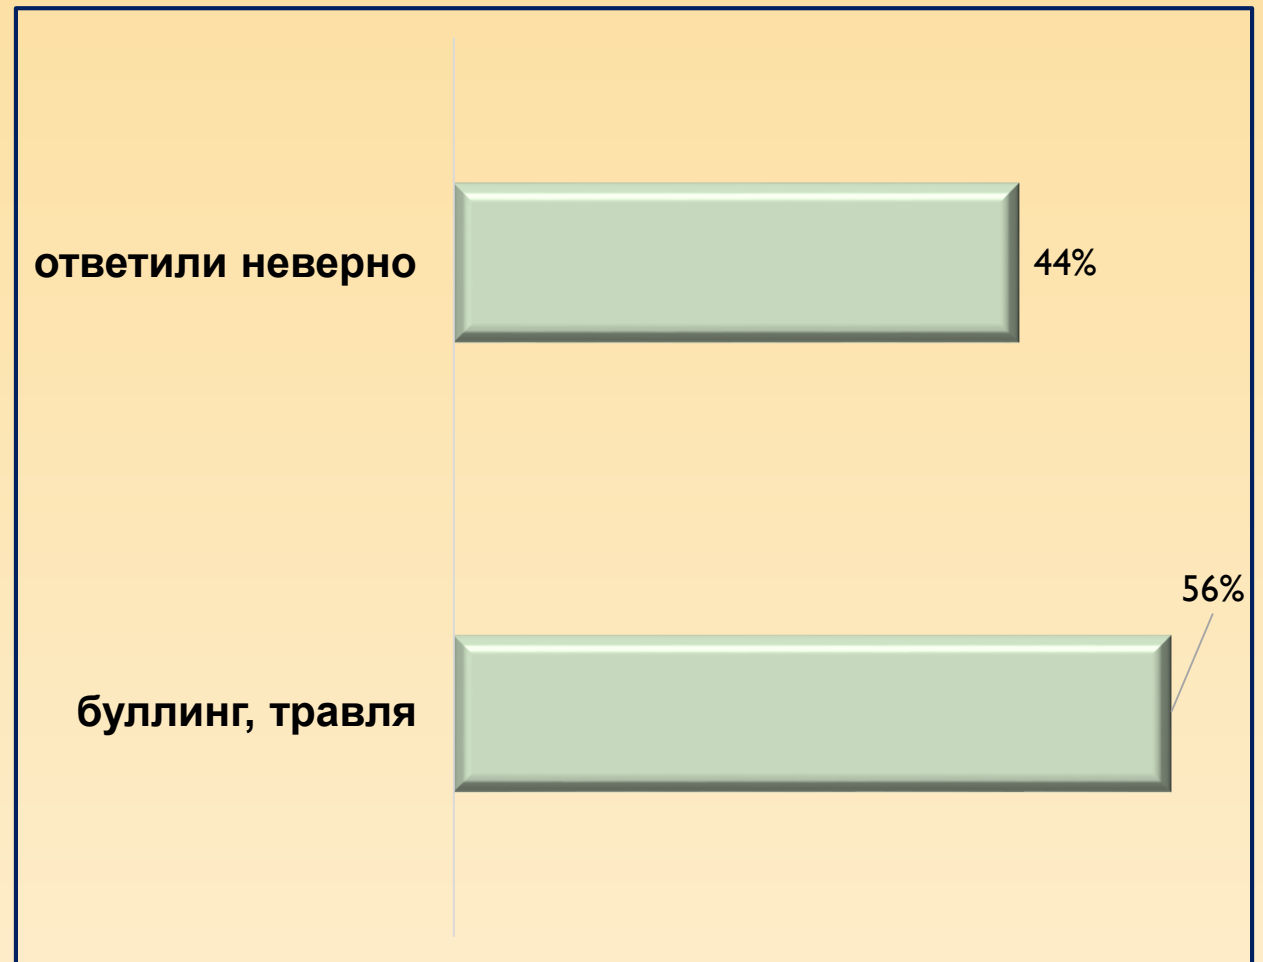 ответили неверно
44%
56%
буллинг, травля